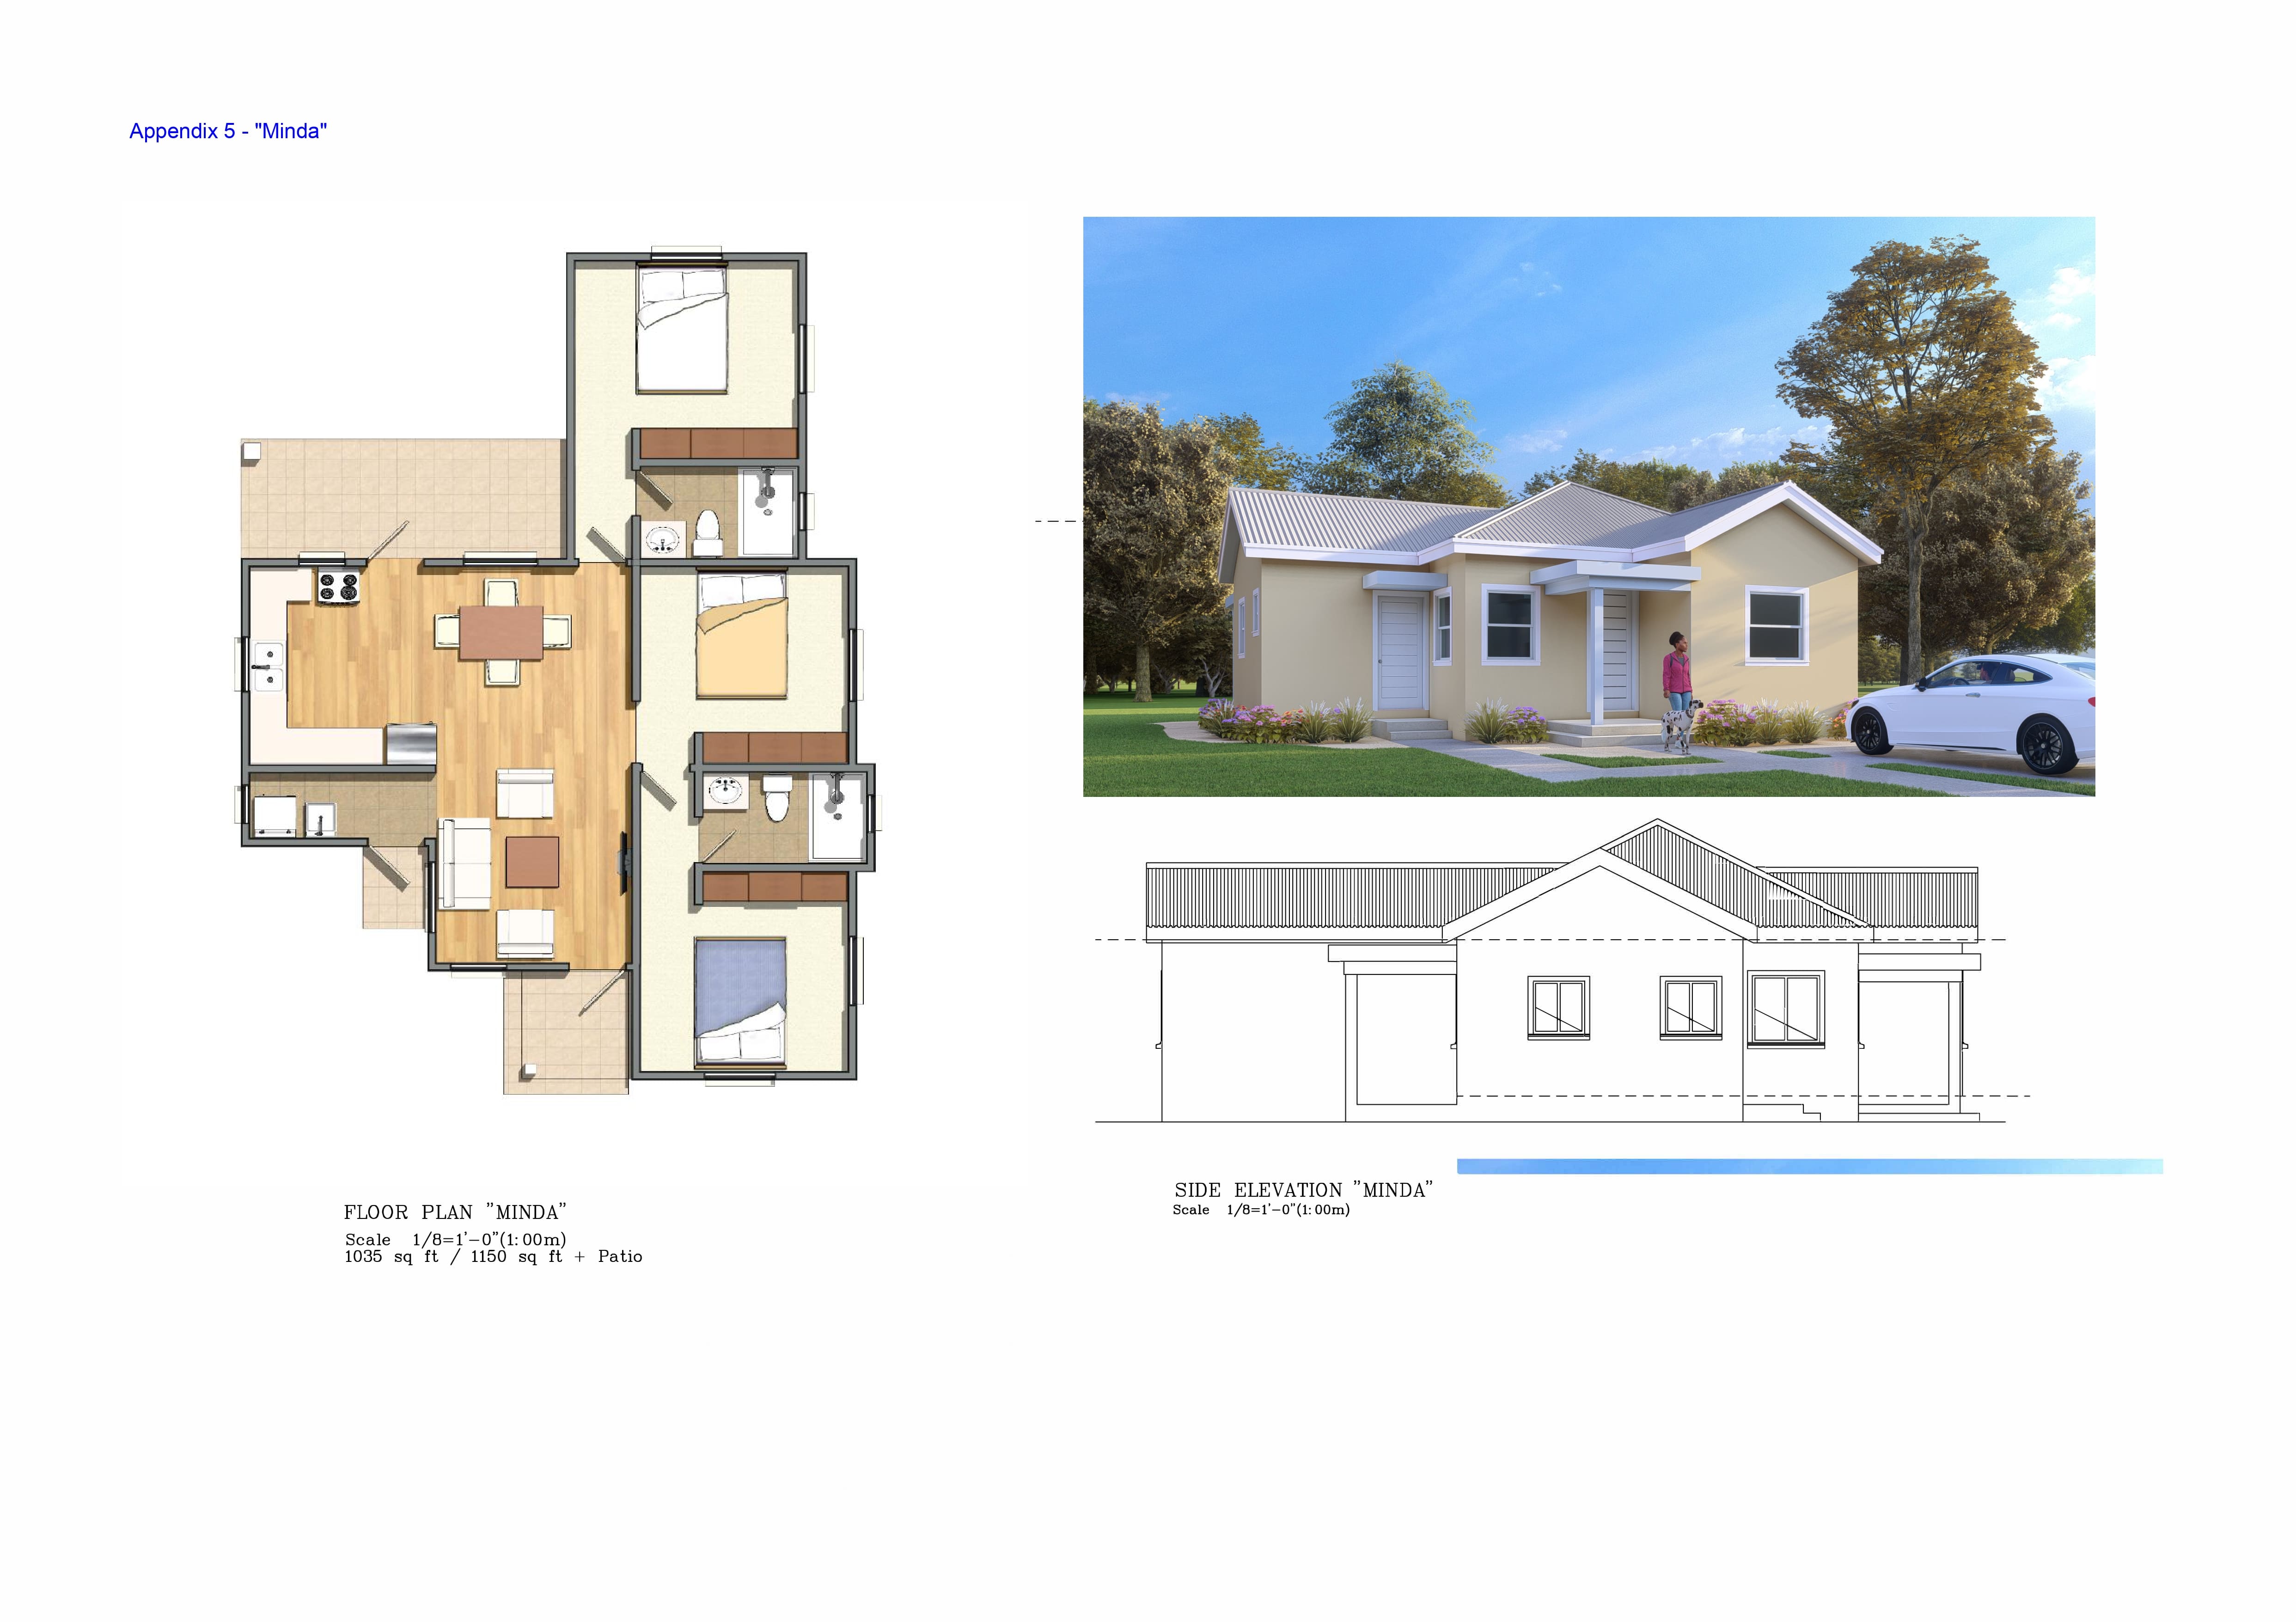 Appendix 5 - "Minda"
FLOOR PLAN "MINDA"
Scale 1/8=1'-0"(1:00m)
1035 sq ft / 1150 sq ft + Patio
SIDE ELEVATION "MINDA"
Scale 1/8=1'-0"(1:00m)